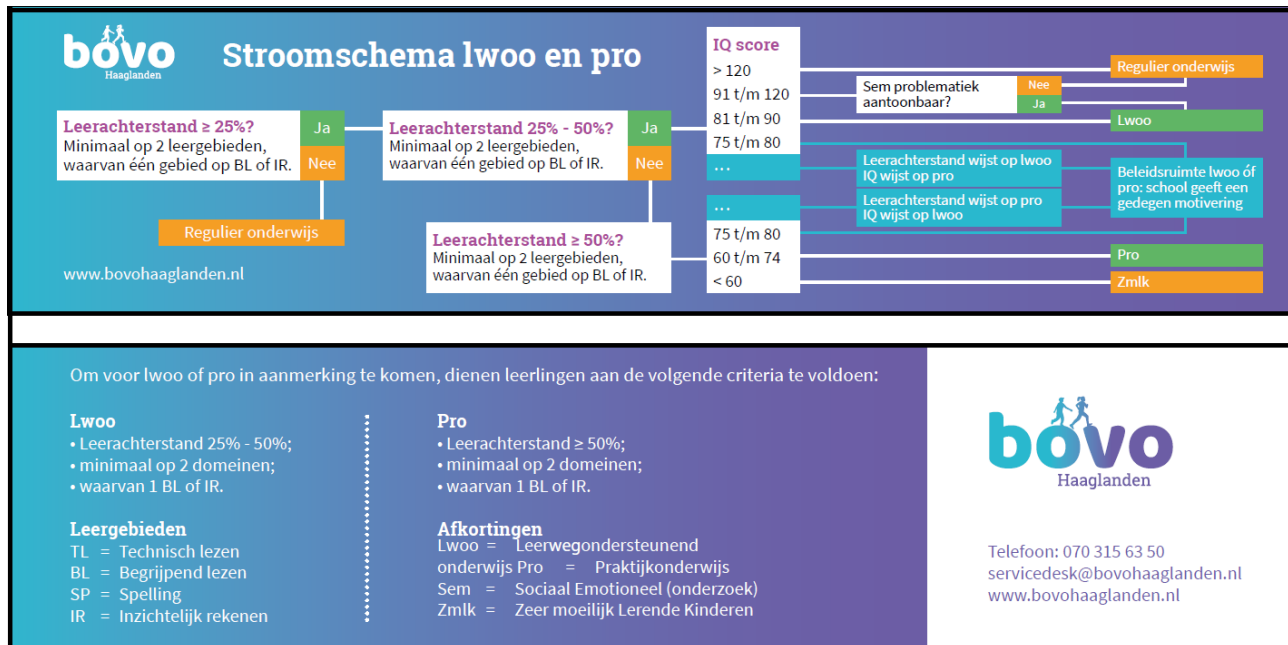 bovo
Haaglanden
Stroomschema lwoo en pro
Leerachterstand ≥ 25%?
Minimaal op 2 leergebieden,
waarvan één gebied op BL of IR.
Ja
Nee
Regulier onderwijs
www.bovohaaglanden.nl
Leerachterstand 25% - 50%?
Minimaal op 2 leergebieden,
waarvan één gebied op BL of IR.
Ja
Nee
Leerachterstand ≥ 50%?
Minimaal op 2 leergebieden,
waarvan één gebied op BL of IR.
IQ score
> 120
91 t/m 120
81 t/m 90
75 t/m 80
...
...
75 t/m 80
60 t/m 74
< 60
Sem problematiek
aantoonbaar?
Nee
Ja
Leerachterstand wijst op lwoo
IQ wijst op pro
Leerachterstand wijst op pro
IQ wijst op lwoo
Regulier onderwijs
Lwoo
Beleidsruimte lwoo óf
pro: school geeft een
gedegen motivering
Pro
Zmlk
Om voor lwoo of pro in aanmerking te komen, dienen leerlingen aan de volgende criteria te voldoen:
Lwoo
• Leerachterstand 25% - 50%;
• minimaal op 2 domeinen;
• waarvan 1 BL of IR.
Leergebieden
TL = Technisch lezen
BL = Begrijpend lezen
SP = Spelling
IR = Inzichtelijk rekenen
Pro
• Leerachterstand ≥ 50%;
• minimaal op 2 domeinen;
• waarvan 1 BL of IR.
Afkortingen
Lwoo = Leerwegondersteunend
onderwijs Pro = Praktijkonderwijs
Sem = Sociaal Emotioneel (onderzoek)
Zmlk = Zeer moeilijk Lerende Kinderen
bovo
Haaglanden
Telefoon: 070 315 63 50
servicedesk@bovohaaglanden.nl
www.bovohaaglanden.nl